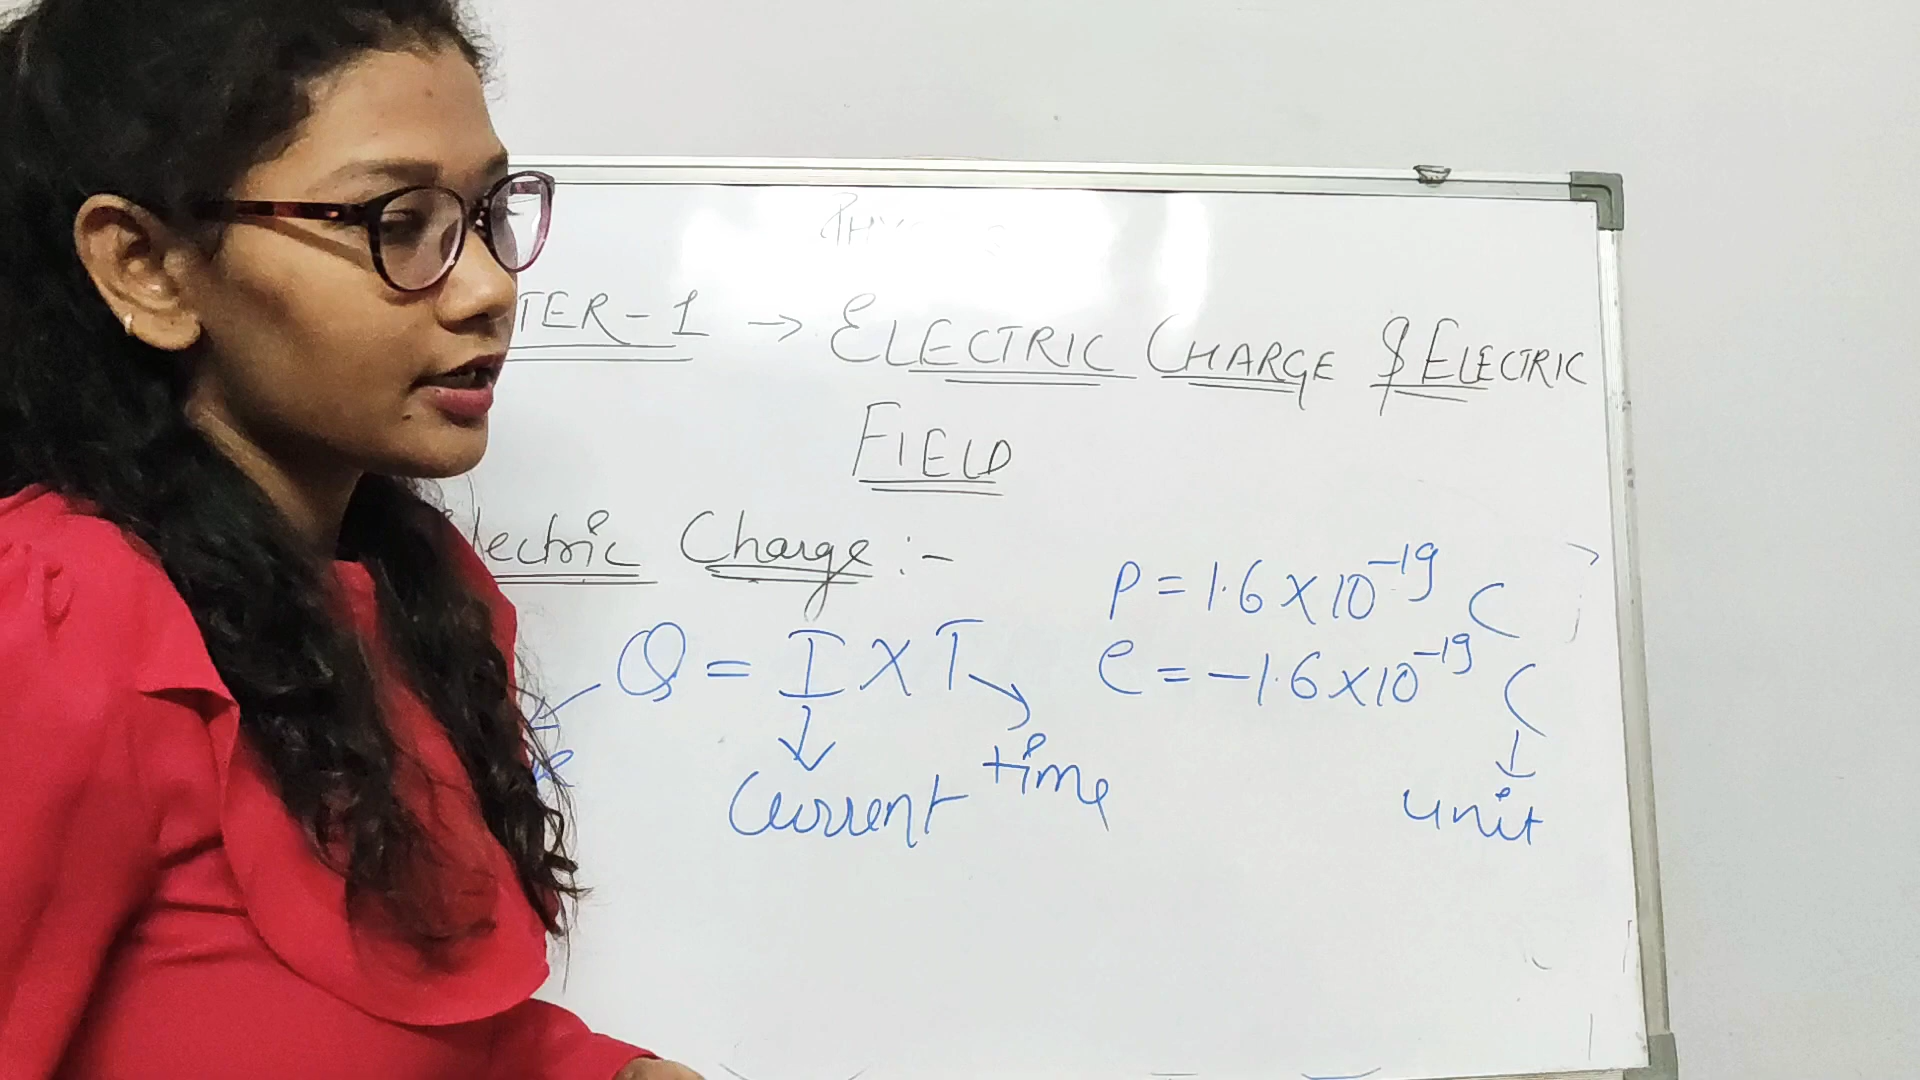 TER-1 → ELECTRIC CHARGE & ELECTRIC
FIELD
lectric Charge :-
P = 1.6 × 10⁻¹⁹ C
Q = I × T
e = -1.6 × 10⁻¹⁹ C
time
Current
unit